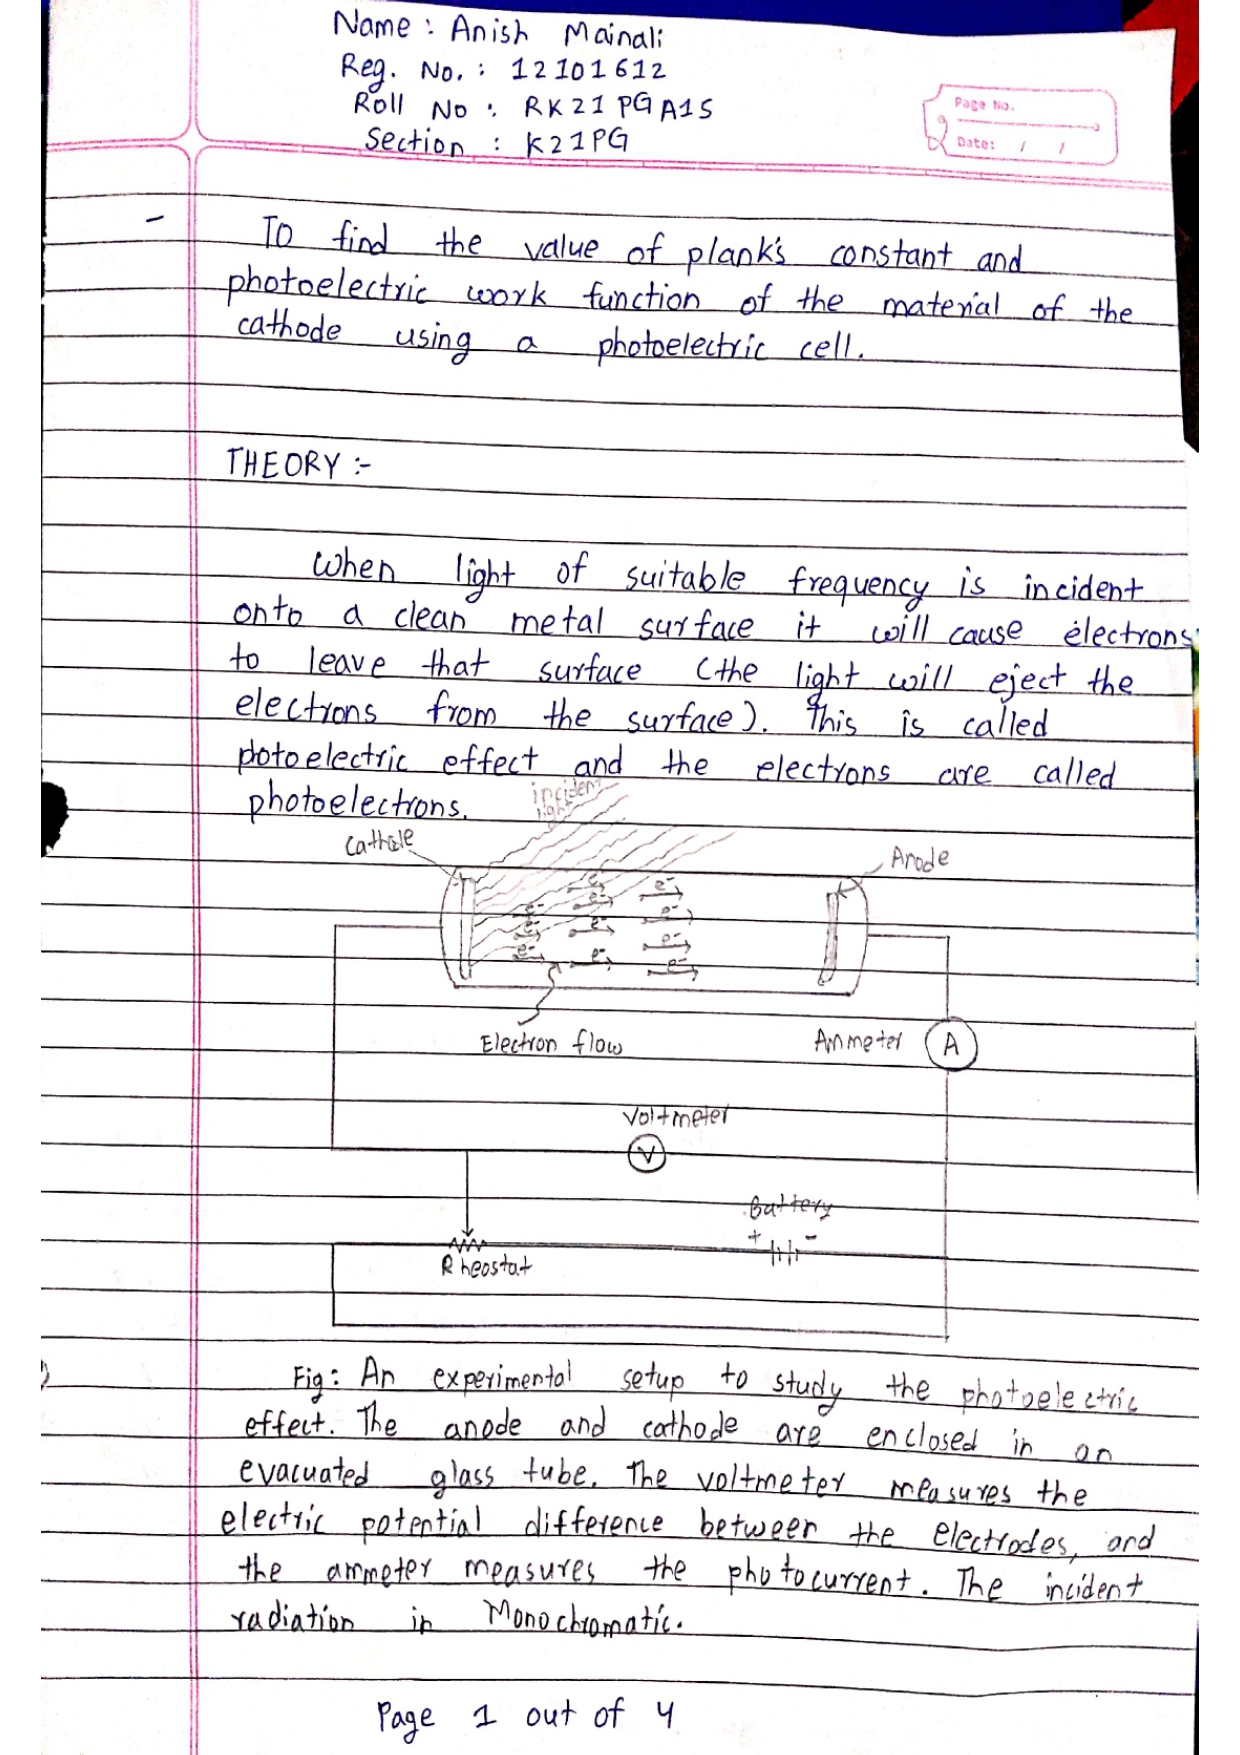 Name : Anish Mainali
Reg. No. : 12101612
Roll No : RK21PGA15
Section : K21PG
Page No.
Date: / /
- To find the value of plank's constant and
photoelectric work function of the material of the
cathode using a photoelectric cell.
THEORY :-
When light of suitable frequency is incident
onto a clean metal surface it will cause electrons
to leave that surface (the light will eject the
electrons from the surface). This is called
potoelectric effect and the electrons are called
photoelectrons.
incident
light
Cathode
Anode
e- e- e-
e- e- e-
e- e- e-
e- e- e-
Electron flow
Ammeter A
Voltmeter
V
Battery
+ -
Rheostat
Fig: An experimental setup to study the photoelectric
effect. The anode and cathode are enclosed in an
evacuated glass tube. The voltmeter measures the
electric potential difference between the electrodes, and
the ammeter measures the photocurrent. The incident
radiation in Monochromatic.
Page 1 out of 4